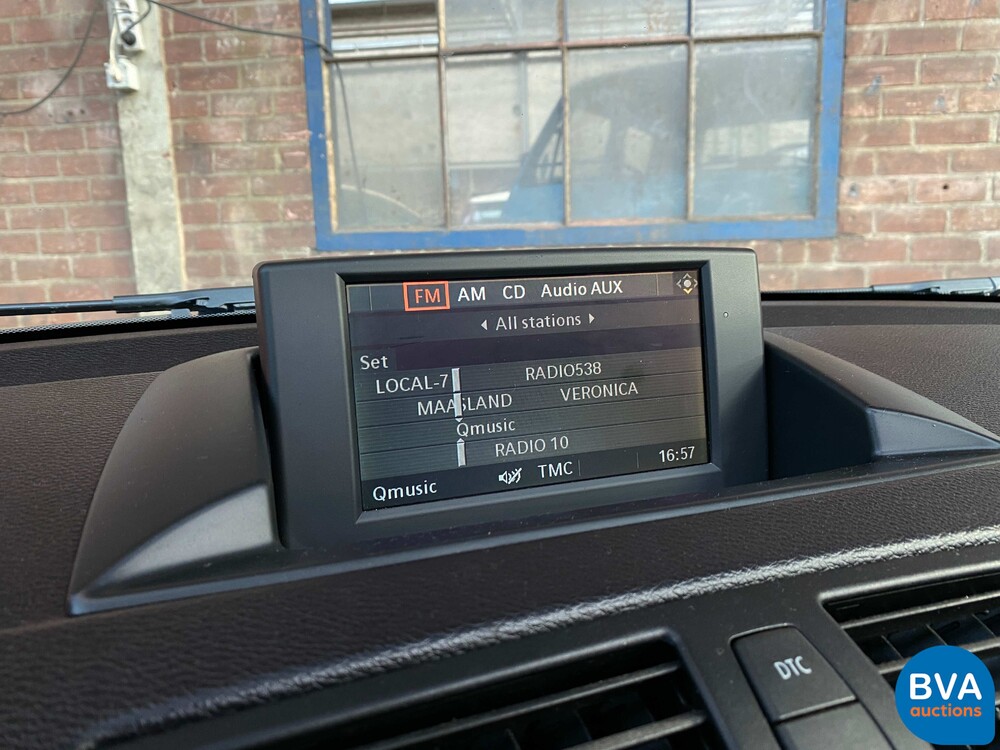 FM AM CD Audio AUX
All stations
Set
LOCAL-7 RADIO538
MAASLAND VERONICA
Qmusic
RADIO 10
TMC 16:57
Qmusic
DTC
BVA
auctions